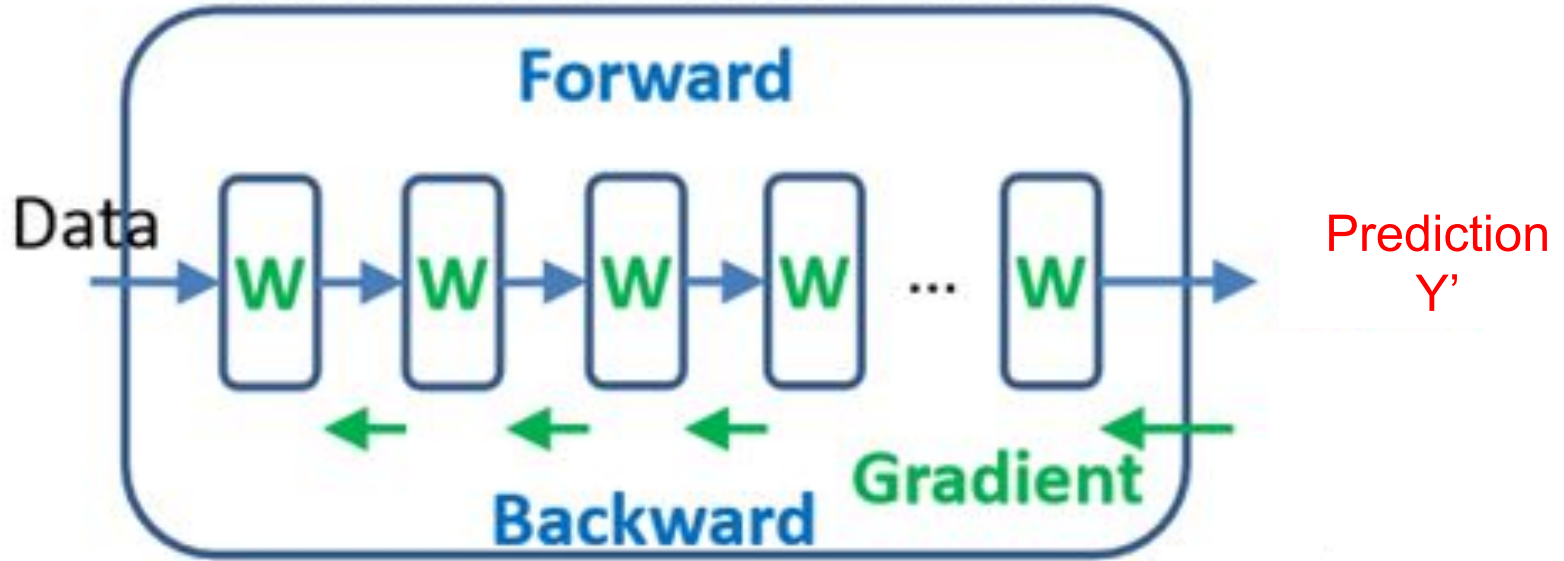 Forward
Data
W W W W ... W
Prediction
Y’
Gradient
Backward